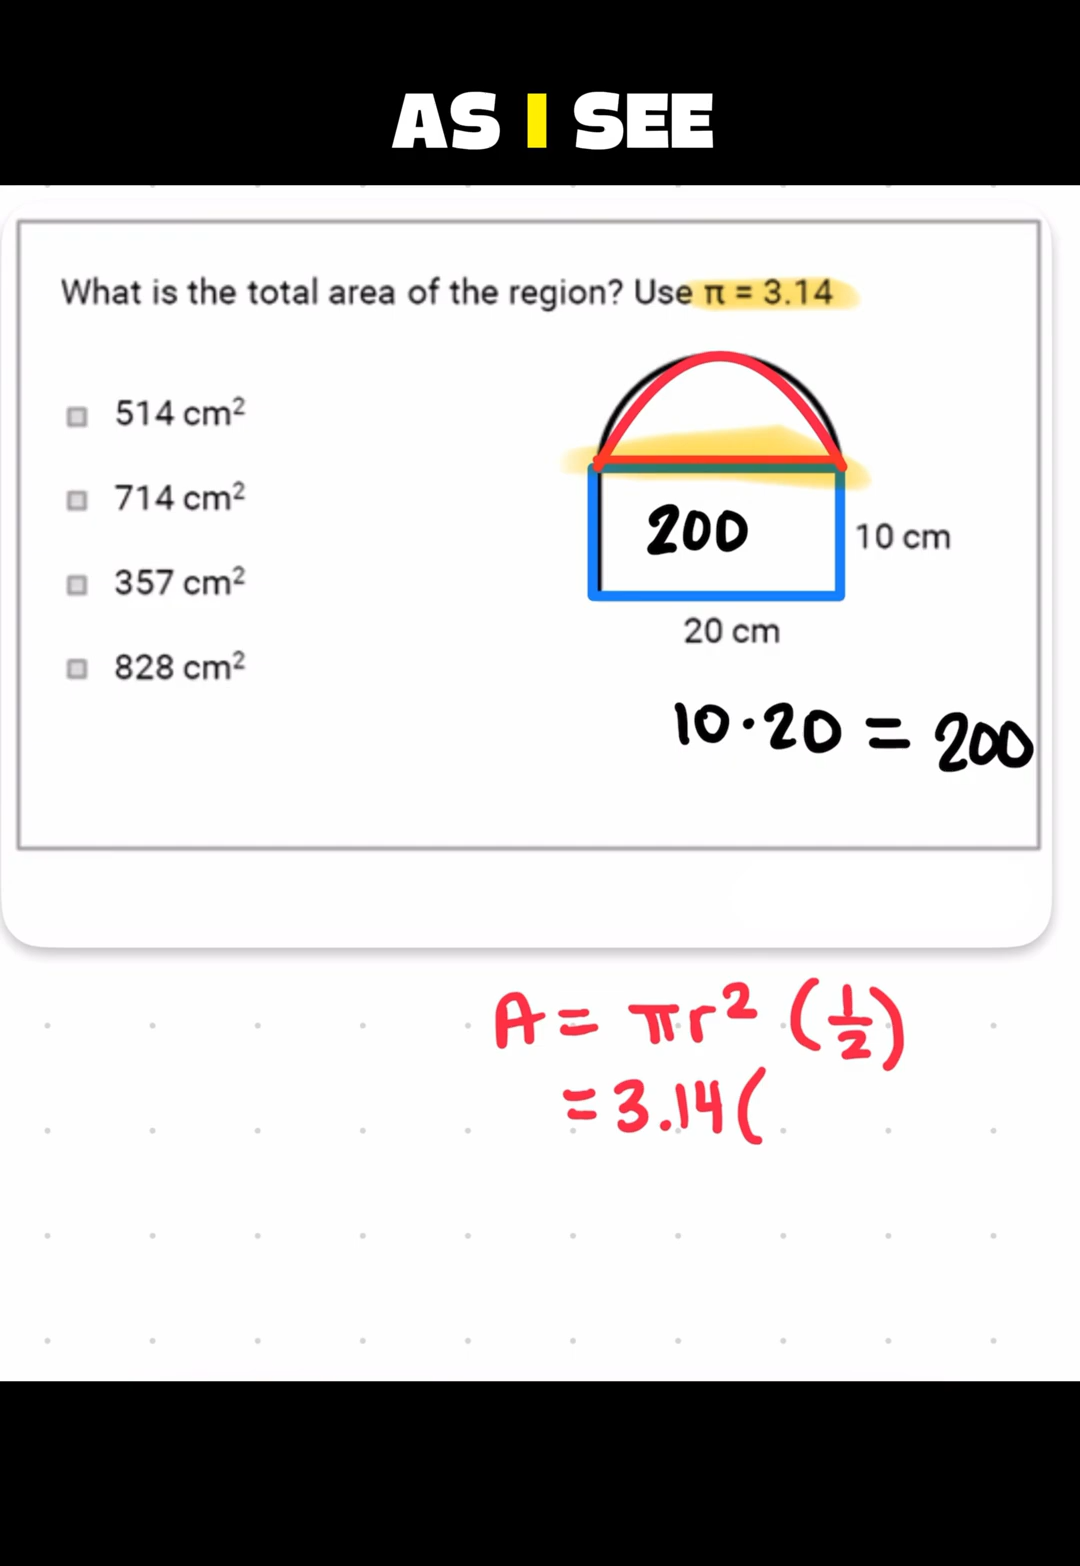 AS I SEE
What is the total area of the region? Use π = 3.14
514 cm²
714 cm²
357 cm²
828 cm²
200
10 cm
20 cm
10·20 = 200
A = πr² (½)
= 3.14(